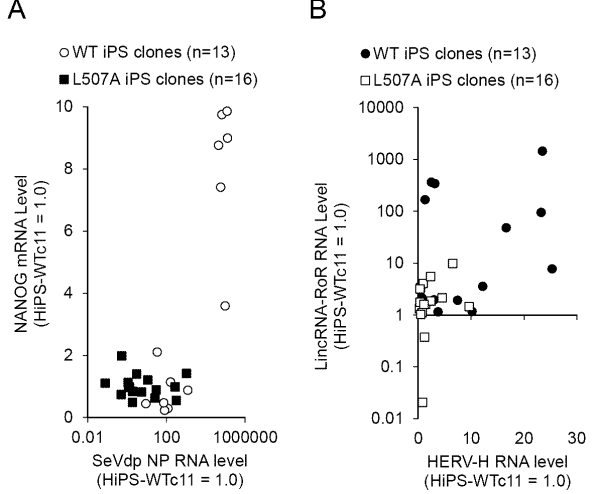 A
○ WT iPS clones (n=13)
■ L507A iPS clones (n=16)
NANOG mRNA Level
(HiPS-WTc11 = 1.0)
10
8
6
4
2
0
0.01
100
1000000
SeVdp NP RNA level
(HiPS-WTc11 = 1.0)
B
● WT iPS clones (n=13)
□ L507A iPS clones (n=16)
LincRNA-RoR RNA Level
(HiPS-WTc11 = 1.0)
10000
1000
100
10
1
0.1
0.01
0
10
20
30
HERV-H RNA level
(HiPS-WTc11 = 1.0)